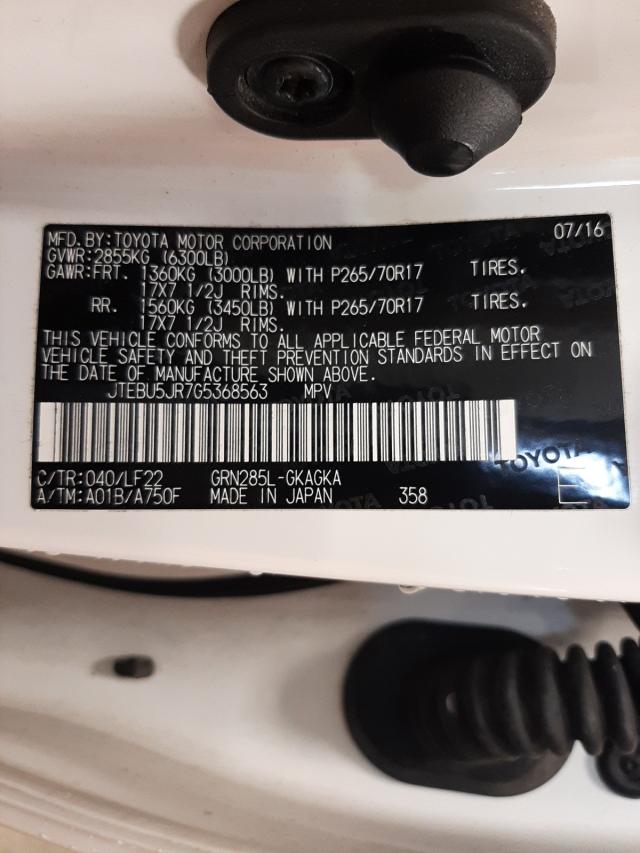 07/16
MFD.BY:TOYOTA MOTOR CORPORATION
GVWR:2855KG (6300LB)
GAWR:FRT. 1360KG (3000LB) WITH P265/70R17 TIRES.
17X7 1/2J RIMS.
RR. 1560KG (3450LB) WITH P265/70R17 TIRES.
17X7 1/2J RIMS.
THIS VEHICLE CONFORMS TO ALL APPLICABLE FEDERAL MOTOR
VEHICLE SAFETY AND THEFT PREVENTION STANDARDS IN EFFECT ON
THE DATE OF MANUFACTURE SHOWN ABOVE.
JTEBU5JR7G5368563 MPV
C/TR:040/LF22 GRN285L-GKAGKA
A/TM:A01B/A750F MADE IN JAPAN 358
TOYOTA